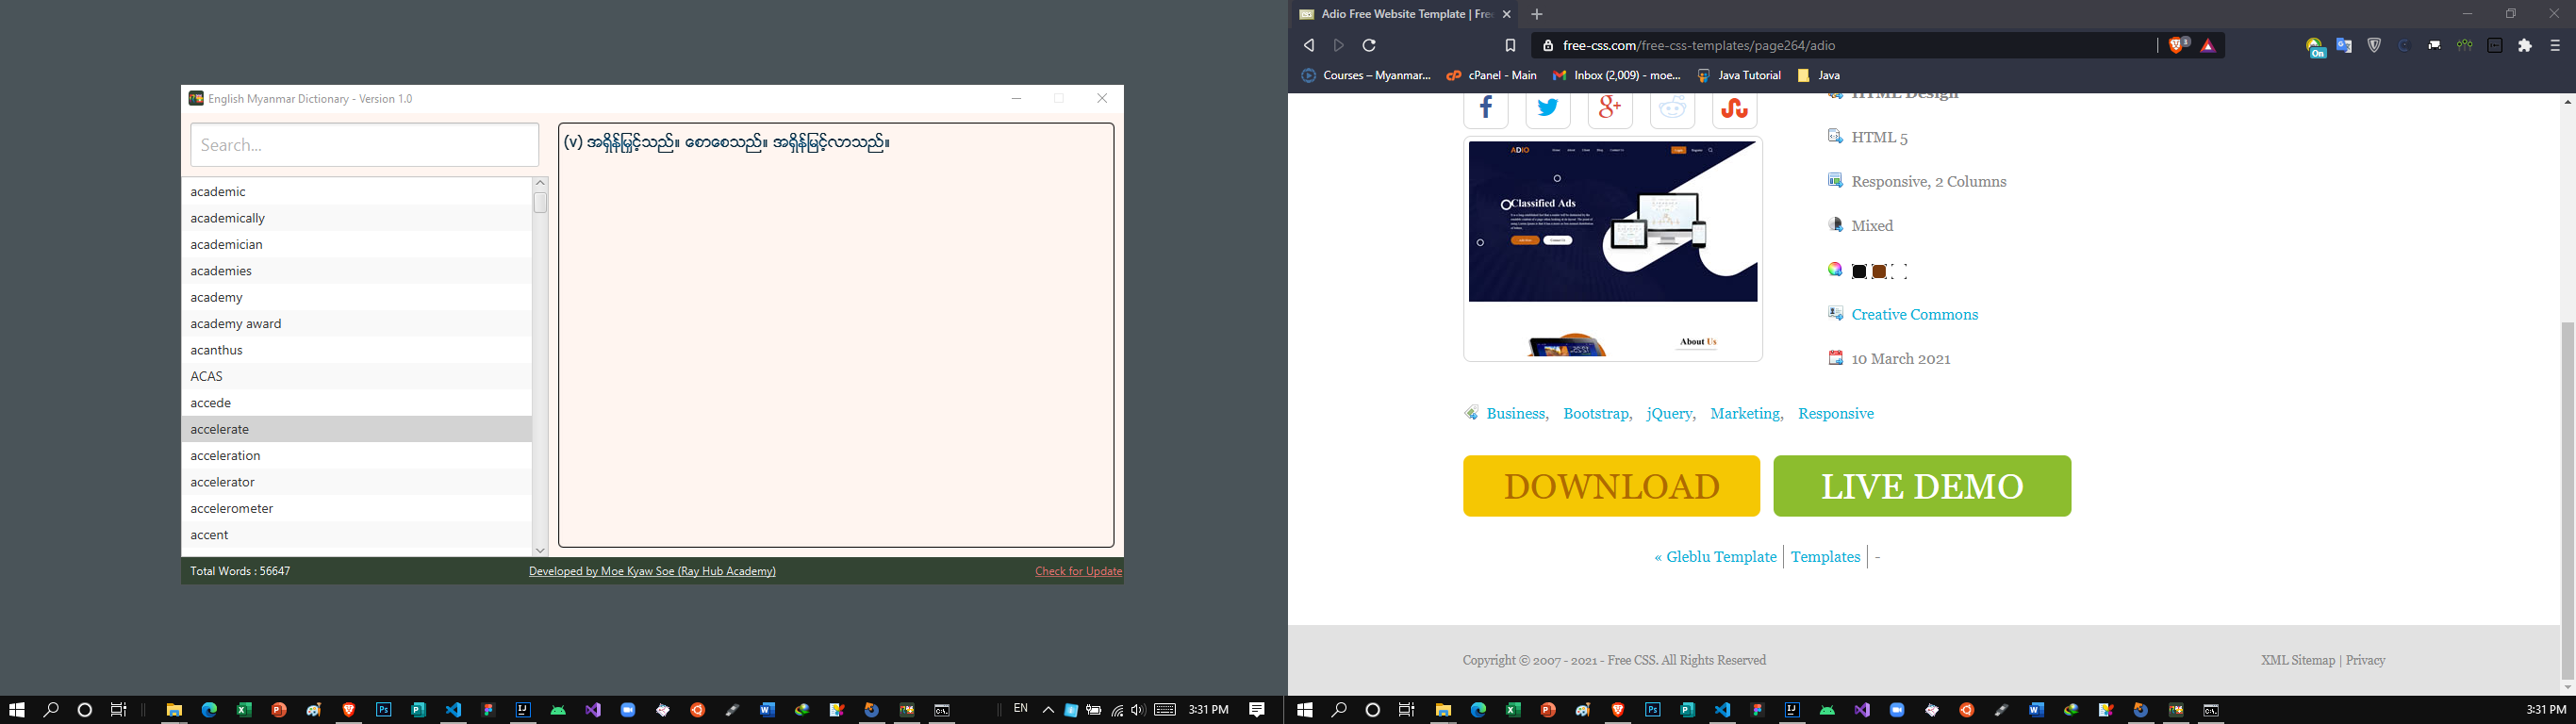 English Myanmar Dictionary - Version 1.0
Search...
academic
academically
academician
academies
academy
academy award
acanthus
ACAS
accede
accelerate
acceleration
accelerator
accelerometer
accent
(v) အရှိန်မြှင့်သည်။ စောစေသည်။ အရှိန်မြင့်လာသည်။
Total Words : 56647
Developed by Moe Kyaw Soe (Ray Hub Academy)
Check for Update
EN
3:31 PM
Adio Free Website Template | Free
free-css.com/free-css-templates/page264/adio
On
Courses – Myanmar...
cPanel - Main
Inbox (2,009) - moe...
Java Tutorial
Java
HTML Design
HTML 5
Responsive, 2 Columns
Mixed
Creative Commons
10 March 2021
ADIO
Classified Ads
About Us
Business, Bootstrap, jQuery, Marketing, Responsive
DOWNLOAD
LIVE DEMO
« Gleblu Template
Templates
-
Copyright © 2007 - 2021 - Free CSS. All Rights Reserved
XML Sitemap | Privacy
3:31 PM